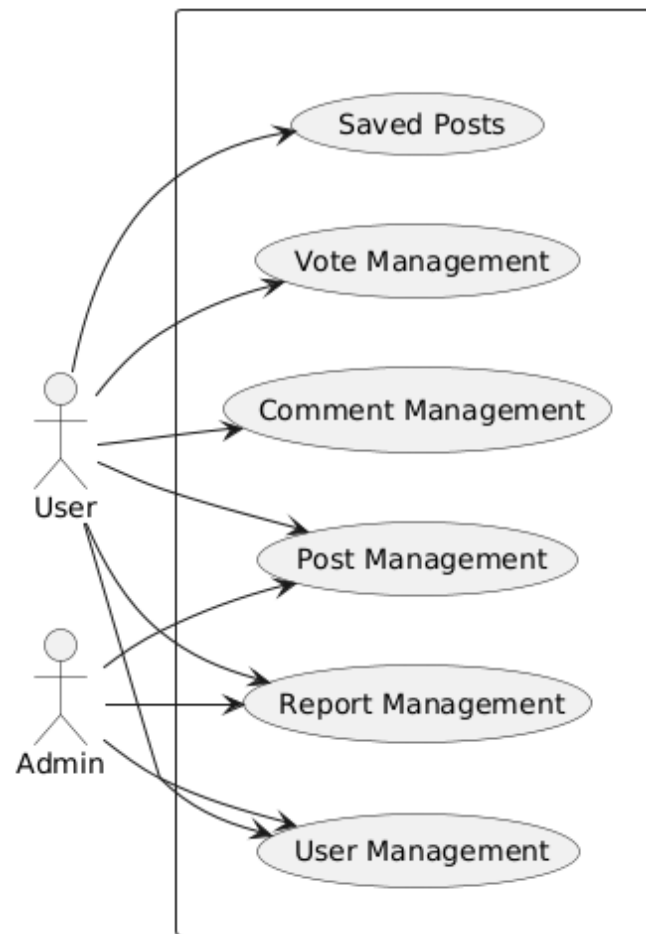 Saved Posts
Vote Management
Comment Management
User
Post Management
Report Management
Admin
User Management